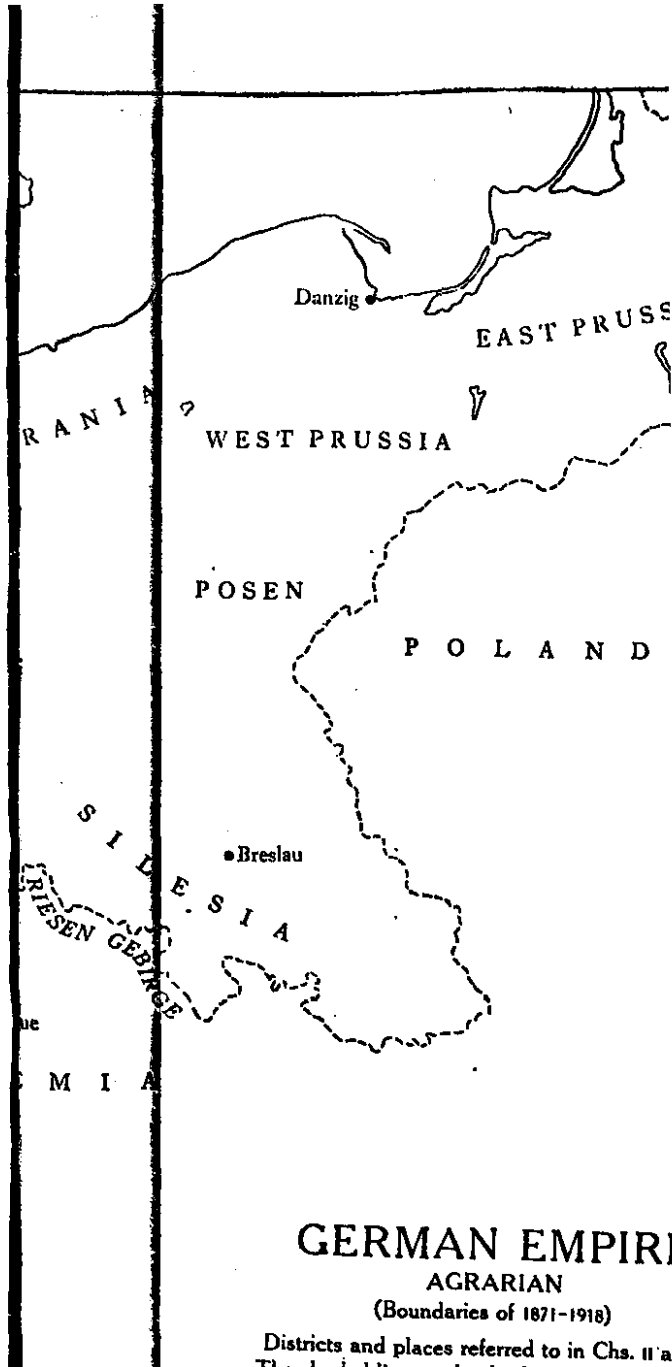 Danzig
EAST PRUSS
RANIA
WEST PRUSSIA
POSEN
POLAND
SILESIA
Breslau
RIESEN GEBIRGE
ue
MIA
GERMAN EMPIR
AGRARIAN
(Boundaries of 1871-1918)
Districts and places referred to in Chs. II a